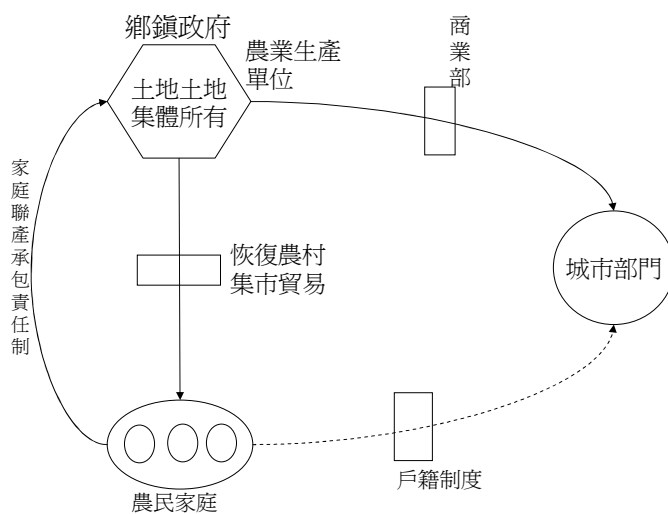 鄉鎮政府
農業生產
單位
土地土地
集體所有
商業部
家庭聯產承包責任制
恢復農村
集市貿易
城市部門
戶籍制度
農民家庭